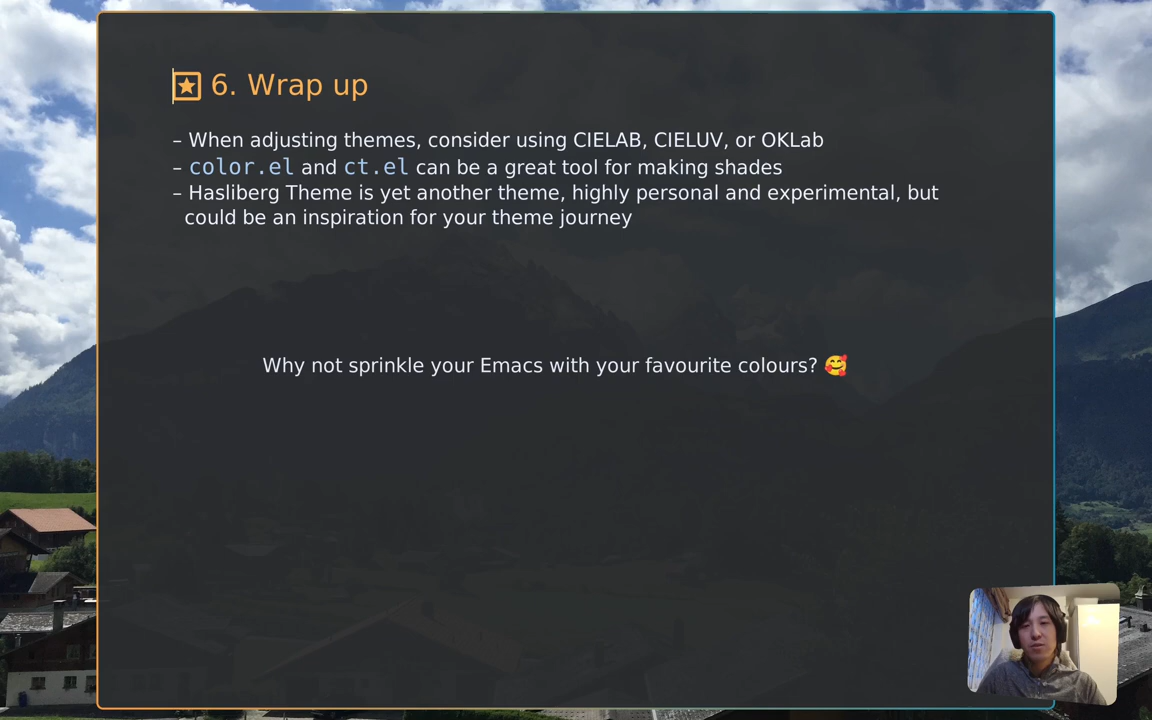 6. Wrap up
– When adjusting themes, consider using CIELAB, CIELUV, or OKLab
– color.el and ct.el can be a great tool for making shades
– Hasliberg Theme is yet another theme, highly personal and experimental, but
could be an inspiration for your theme journey
Why not sprinkle your Emacs with your favourite colours? 🥰